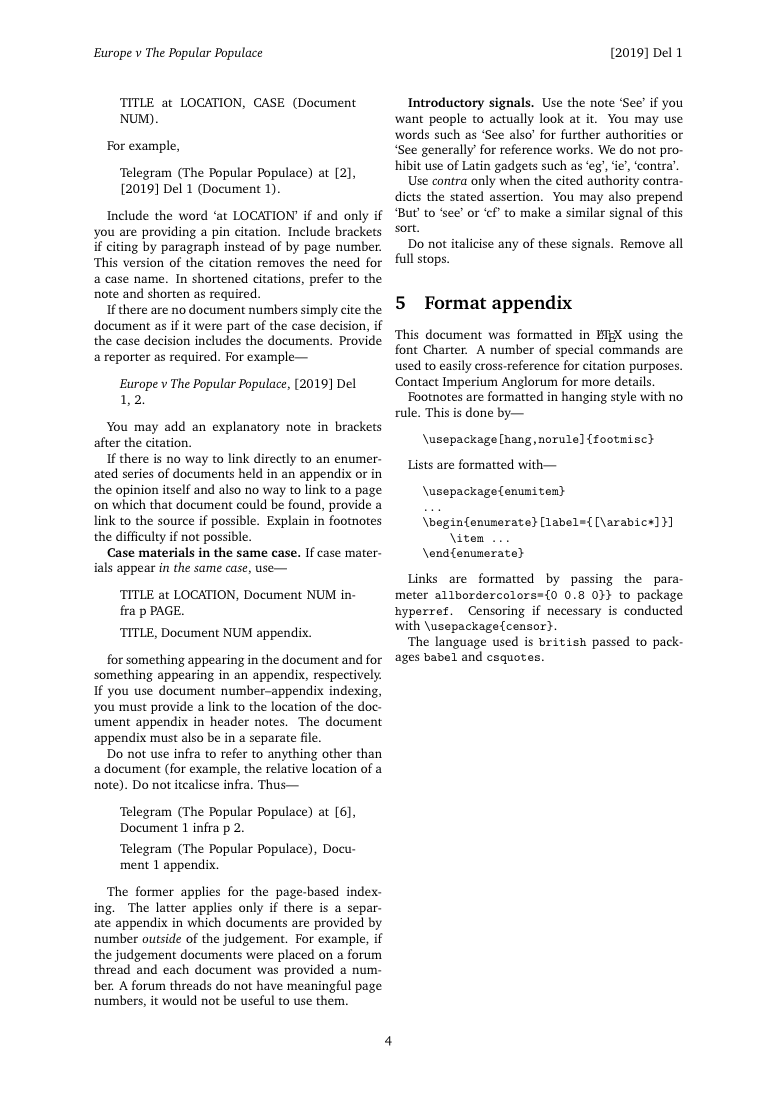 Europe v The Popular Populace [2019] Del 1
TITLE at LOCATION, CASE (Document
NUM).
For example,
Telegram (The Popular Populace) at [2],
[2019] Del 1 (Document 1).
Include the word ‘at LOCATION’ if and only if
you are providing a pin citation. Include brackets
if citing by paragraph instead of by page number.
This version of the citation removes the need for
a case name. In shortened citations, prefer to the
note and shorten as required.
If there are no document numbers simply cite the
document as if it were part of the case decision, if
the case decision includes the documents. Provide
a reporter as required. For example—
Europe v The Popular Populace, [2019] Del
1, 2.
You may add an explanatory note in brackets
after the citation.
If there is no way to link directly to an enumer-
ated series of documents held in an appendix or in
the opinion itself and also no way to link to a page
on which that document could be found, provide a
link to the source if possible. Explain in footnotes
the difficulty if not possible.
Case materials in the same case. If case mater-
ials appear in the same case, use—
TITLE at LOCATION, Document NUM in-
fra p PAGE.
TITLE, Document NUM appendix.
for something appearing in the document and for
something appearing in an appendix, respectively.
If you use document number–appendix indexing,
you must provide a link to the location of the doc-
ument appendix in header notes. The document
appendix must also be in a separate file.
Do not use infra to refer to anything other than
a document (for example, the relative location of a
note). Do not itcalicse infra. Thus—
Telegram (The Popular Populace) at [6],
Document 1 infra p 2.
Telegram (The Popular Populace), Docu-
ment 1 appendix.
The former applies for the page-based index-
ing. The latter applies only if there is a separ-
ate appendix in which documents are provided by
number outside of the judgement. For example, if
the judgement documents were placed on a forum
thread and each document was provided a num-
ber. A forum threads do not have meaningful page
numbers, it would not be useful to use them.
Introductory signals. Use the note ‘See’ if you
want people to actually look at it. You may use
words such as ‘See also’ for further authorities or
‘See generally’ for reference works. We do not pro-
hibit use of Latin gadgets such as ‘eg’, ‘ie’, ‘contra’.
Use contra only when the cited authority contra-
dicts the stated assertion. You may also prepend
‘But’ to ‘see’ or ‘cf’ to make a similar signal of this
sort.
Do not italicise any of these signals. Remove all
full stops.
5 Format appendix
This document was formatted in LATEX using the
font Charter. A number of special commands are
used to easily cross-reference for citation purposes.
Contact Imperium Anglorum for more details.
Footnotes are formatted in hanging style with no
rule. This is done by—
\usepackage[hang,norule]{footmisc}
Lists are formatted with—
\usepackage{enumitem}
...
\begin{enumerate}[label={[\arabic*]}]
\item ...
\end{enumerate}
Links are formatted by passing the para-
meter allbordercolors={0 0.8 0}} to package
hyperref. Censoring if necessary is conducted
with \usepackage{censor}.
The language used is british passed to pack-
ages babel and csquotes.
4